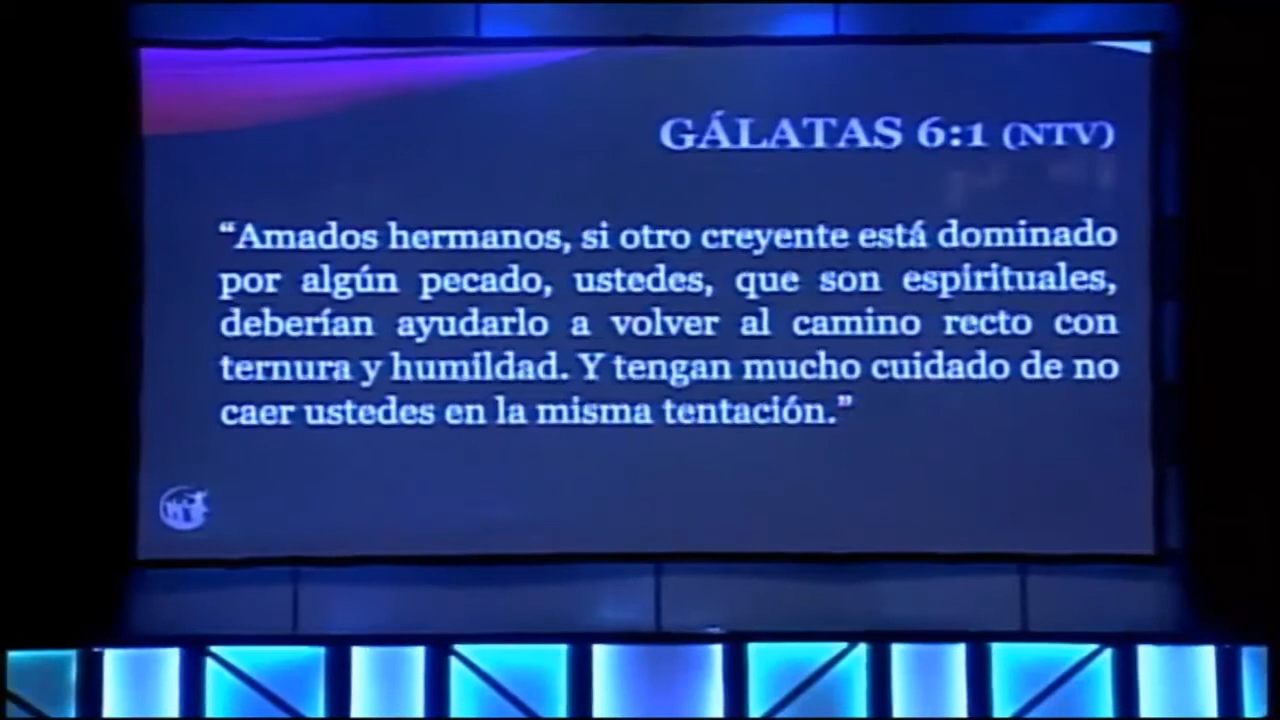 GÁLATAS 6:1 (NTV)
“Amados hermanos, si otro creyente está dominado
por algún pecado, ustedes, que son espirituales,
deberían ayudarlo a volver al camino recto con
ternura y humildad. Y tengan mucho cuidado de no
caer ustedes en la misma tentación.”